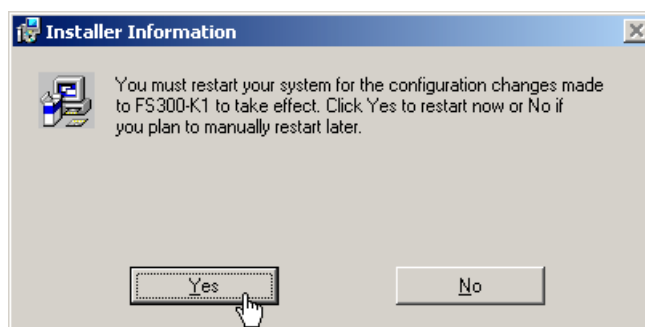 Installer Information
You must restart your system for the configuration changes made
to FS300-K1 to take effect. Click Yes to restart now or No if
you plan to manually restart later.
Yes
No